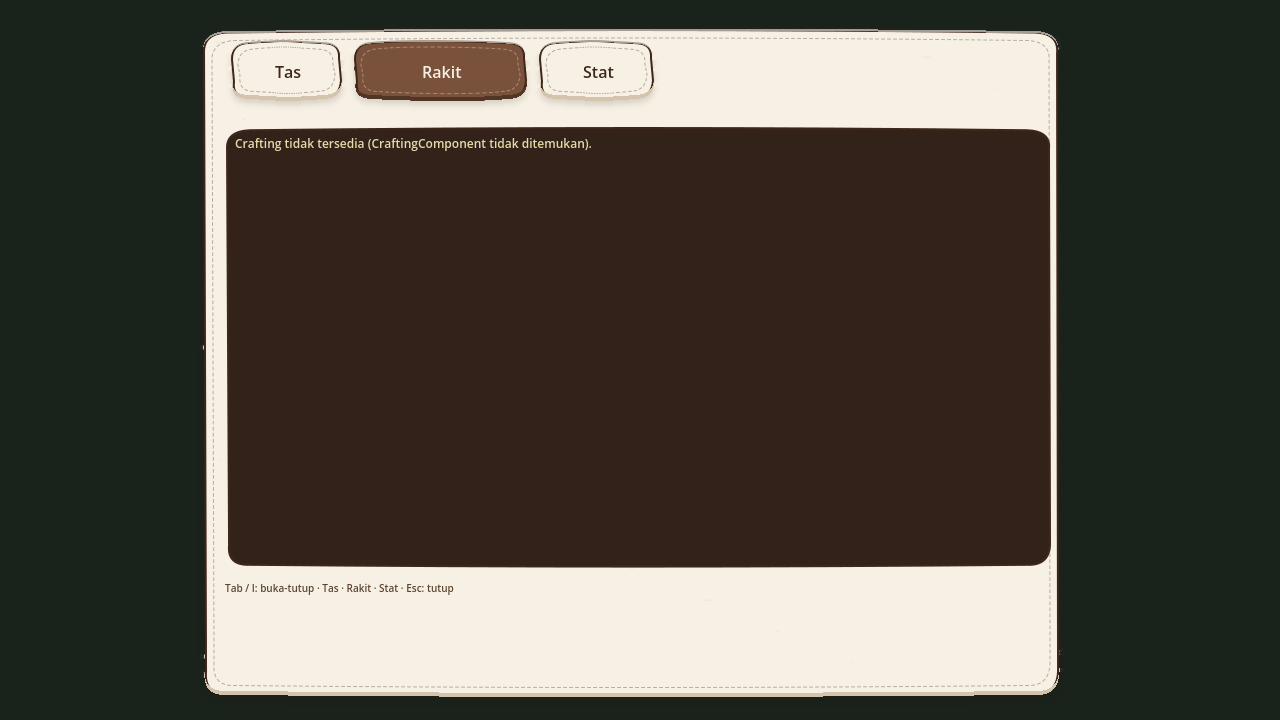 Tas
Rakit
Stat
Crafting tidak tersedia (CraftingComponent tidak ditemukan).
Tab / I: buka-tutup · Tas · Rakit · Stat · Esc: tutup